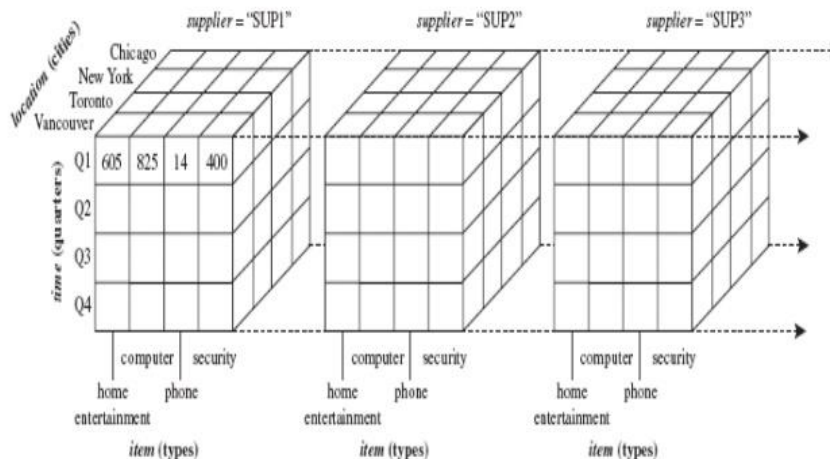 supplier = “SUP1” supplier = “SUP2” supplier = “SUP3”
location (cities)
Chicago
New York
Toronto
Vancouver
time (quarters)
Q1 605 825 14 400
Q2
Q3
Q4
computer security computer security computer security
home phone home phone home phone
entertainment entertainment entertainment
item (types) item (types) item (types)